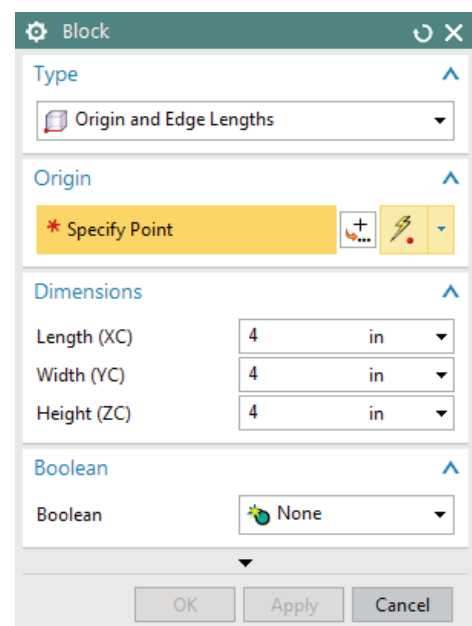 Block
Type
Origin and Edge Lengths
Origin
* Specify Point
Dimensions
Length (XC) 4 in
Width (YC) 4 in
Height (ZC) 4 in
Boolean
Boolean None
OK Apply Cancel